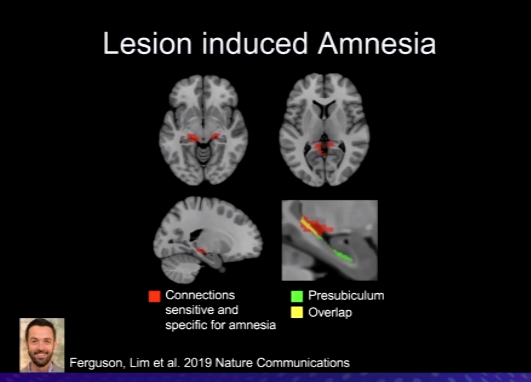 Lesion induced Amnesia
Connections
sensitive and
specific for amnesia
Presubiculum
Overlap
Ferguson, Lim et al. 2019 Nature Communications